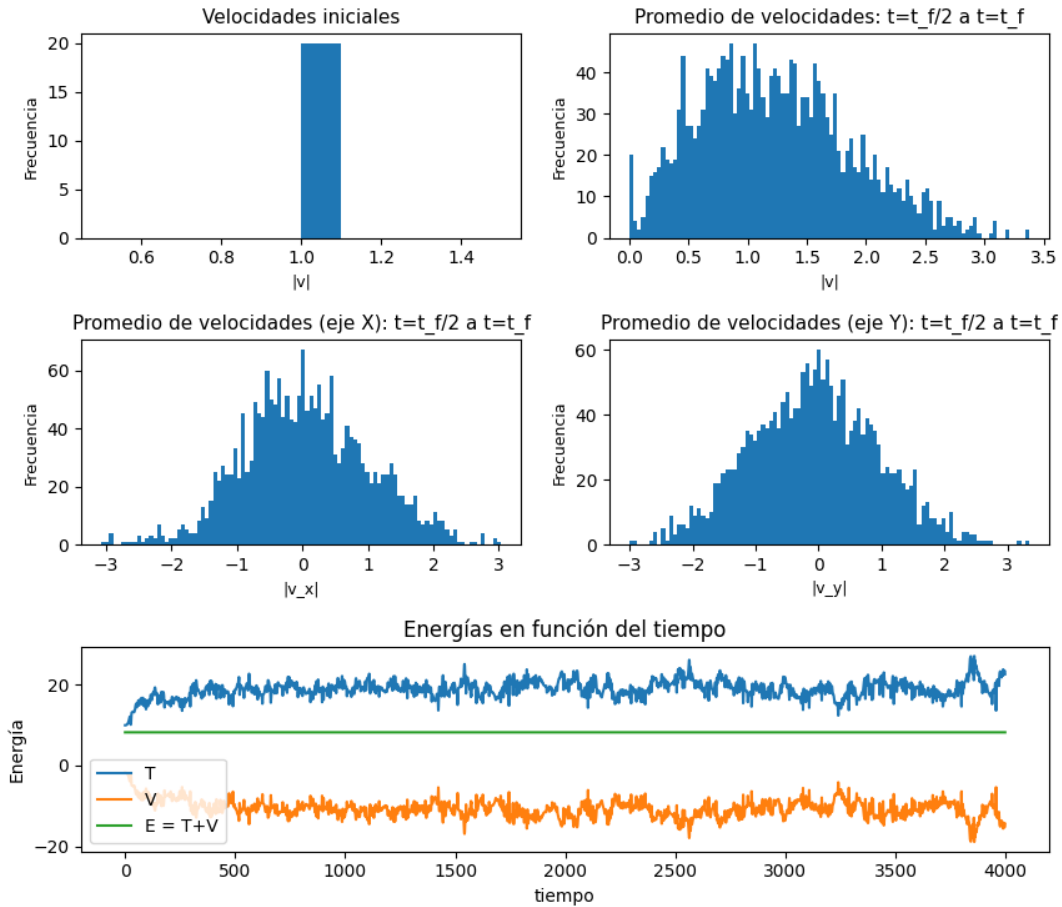 Velocidades iniciales
Frecuencia
20
15
10
5
0
0.6 0.8 1.0 1.2 1.4
|v|
Promedio de velocidades: t=t_f/2 a t=t_f
Frecuencia
40
30
20
10
0
0.0 0.5 1.0 1.5 2.0 2.5 3.0 3.5
|v|
Promedio de velocidades (eje X): t=t_f/2 a t=t_f
Frecuencia
60
40
20
0
−3 −2 −1 0 1 2 3
|v_x|
Promedio de velocidades (eje Y): t=t_f/2 a t=t_f
Frecuencia
60
40
20
0
−3 −2 −1 0 1 2 3
|v_y|
Energías en función del tiempo
Energía
20
0
−20
T
V
E = T+V
0 500 1000 1500 2000 2500 3000 3500 4000
tiempo